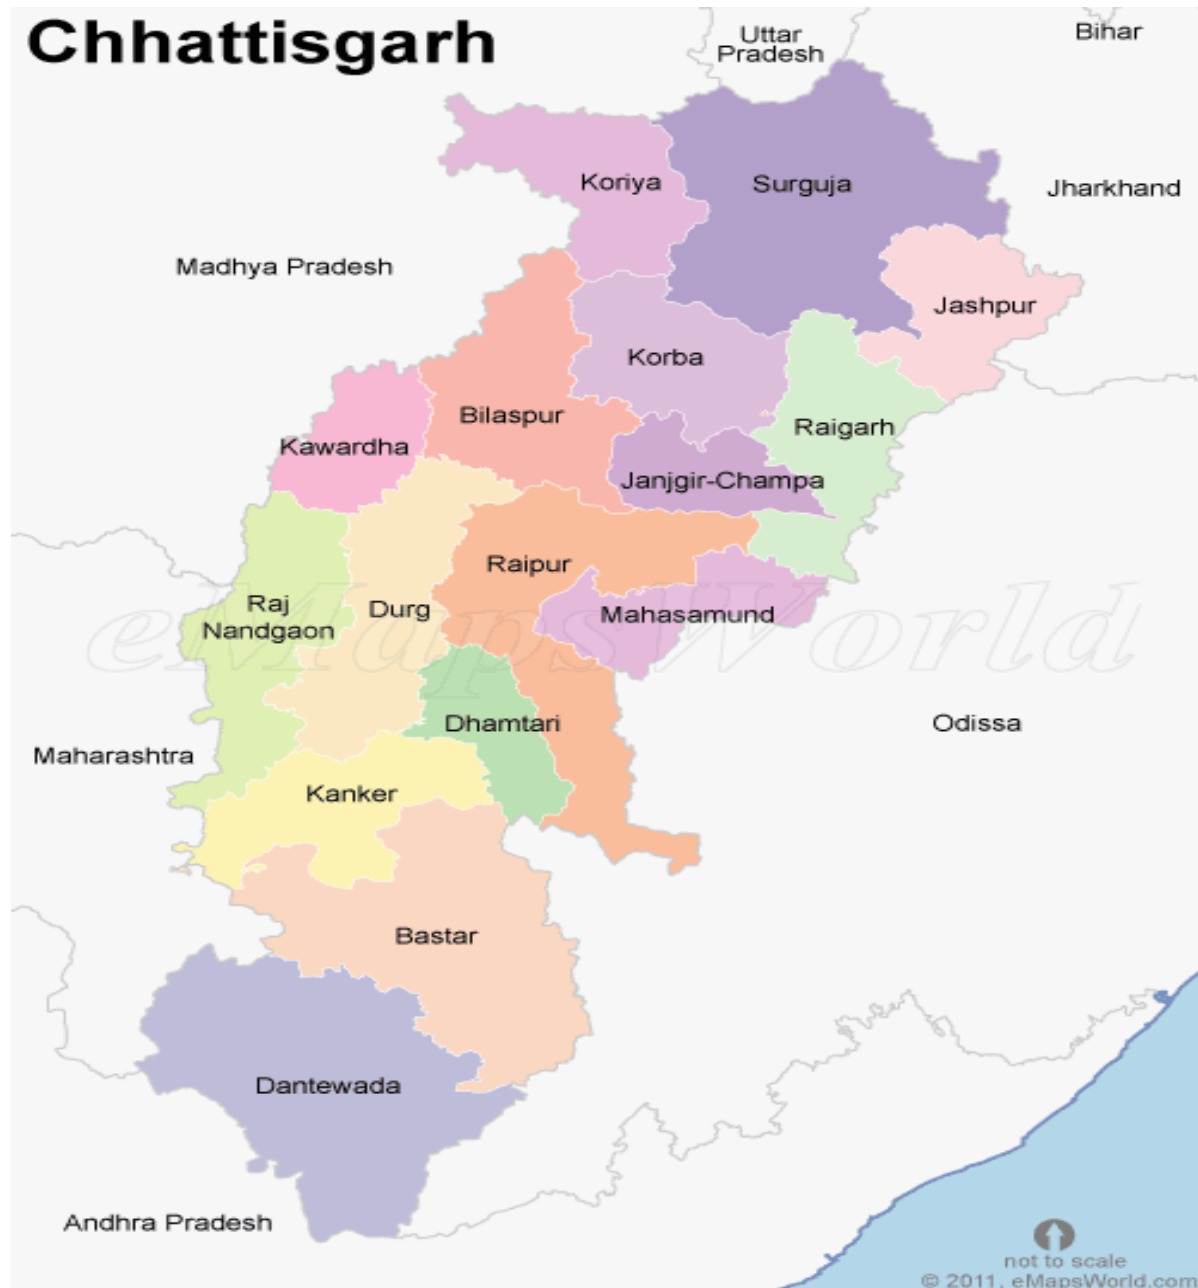 Chhattisgarh
Uttar
Pradesh
Bihar
Koriya
Surguja
Jharkhand
Madhya Pradesh
Jashpur
Korba
Bilaspur
Raigarh
Kawardha
Janjgir-Champa
Raipur
Raj
Nandgaon
Durg
Mahasamund
eMapsWorld
Dhamtari
Odissa
Maharashtra
Kanker
Bastar
Dantewada
Andhra Pradesh
not to scale
© 2011, eMapsWorld.com